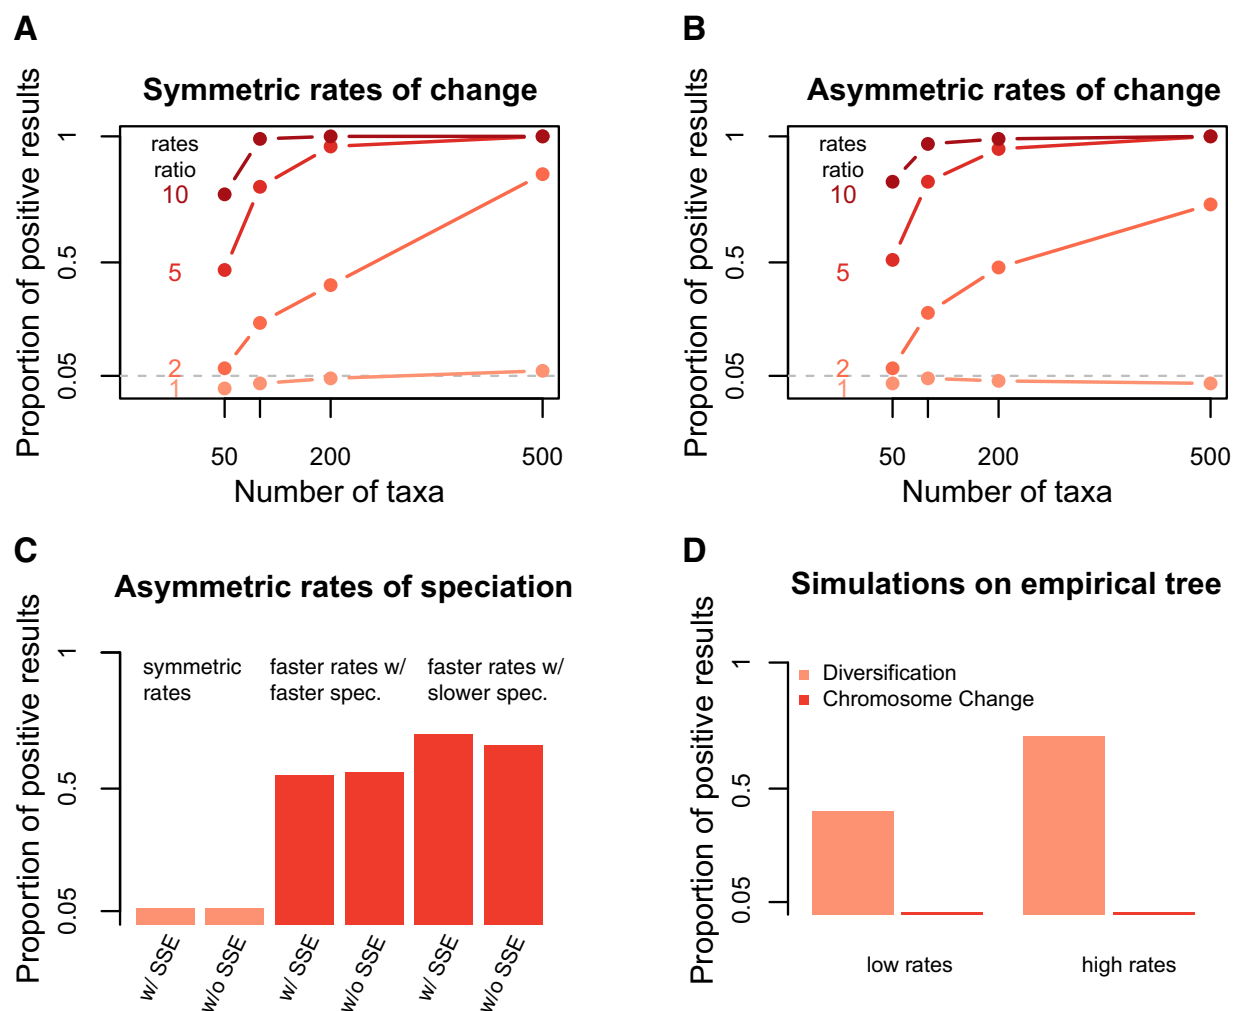 A
Symmetric rates of change
Proportion of positive results
1
0.5
0.05
rates
ratio
10
5
2
1
50
200
500
Number of taxa
B
Asymmetric rates of change
Proportion of positive results
1
0.5
0.05
rates
ratio
10
5
2
1
50
200
500
Number of taxa
C
Asymmetric rates of speciation
Proportion of positive results
1
0.5
0.05
symmetric
rates
faster rates w/
faster spec.
faster rates w/
slower spec.
w/ SSE
w/o SSE
w/ SSE
w/o SSE
w/ SSE
w/o SSE
D
Simulations on empirical tree
Proportion of positive results
1
0.5
0.05
Diversification
Chromosome Change
low rates
high rates